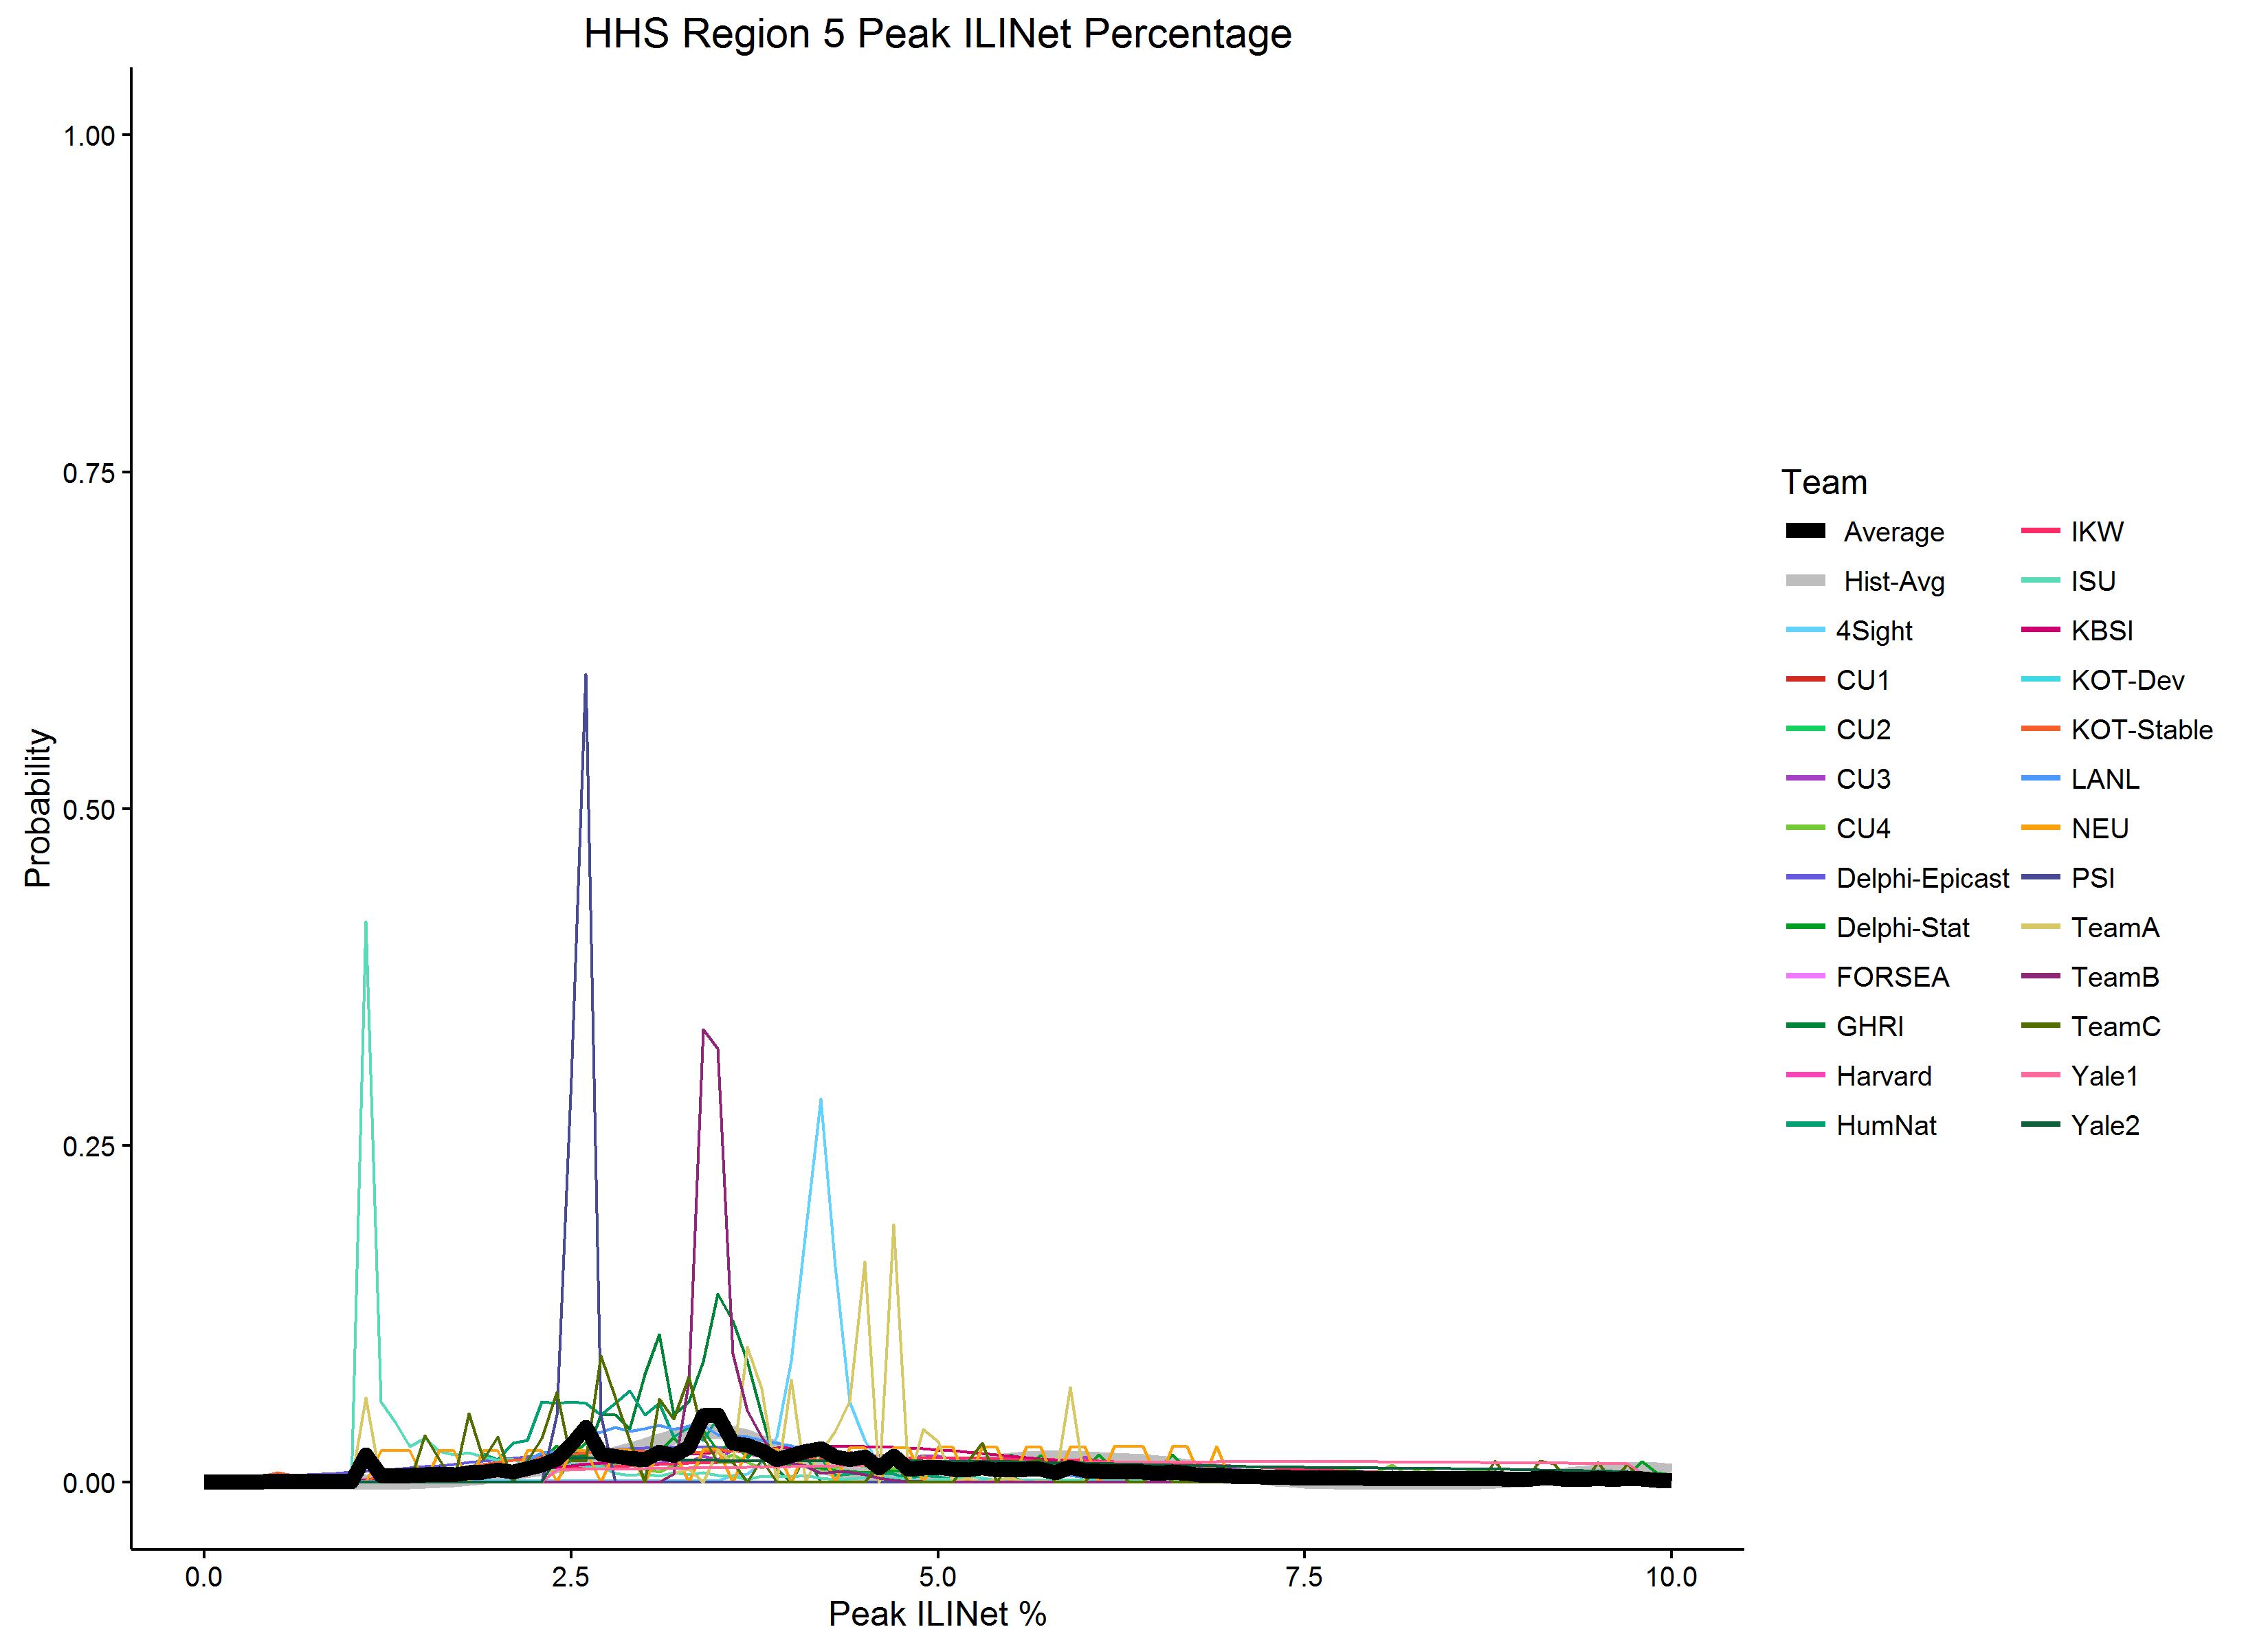 HHS Region 5 Peak ILINet Percentage
1.00
0.75
0.50
0.25
0.00
Probability
0.0
2.5
5.0
7.5
10.0
Peak ILINet %
Team
Average
Hist-Avg
4Sight
CU1
CU2
CU3
CU4
Delphi-Epicast
Delphi-Stat
FORSEA
GHRI
Harvard
HumNat
IKW
ISU
KBSI
KOT-Dev
KOT-Stable
LANL
NEU
PSI
TeamA
TeamB
TeamC
Yale1
Yale2